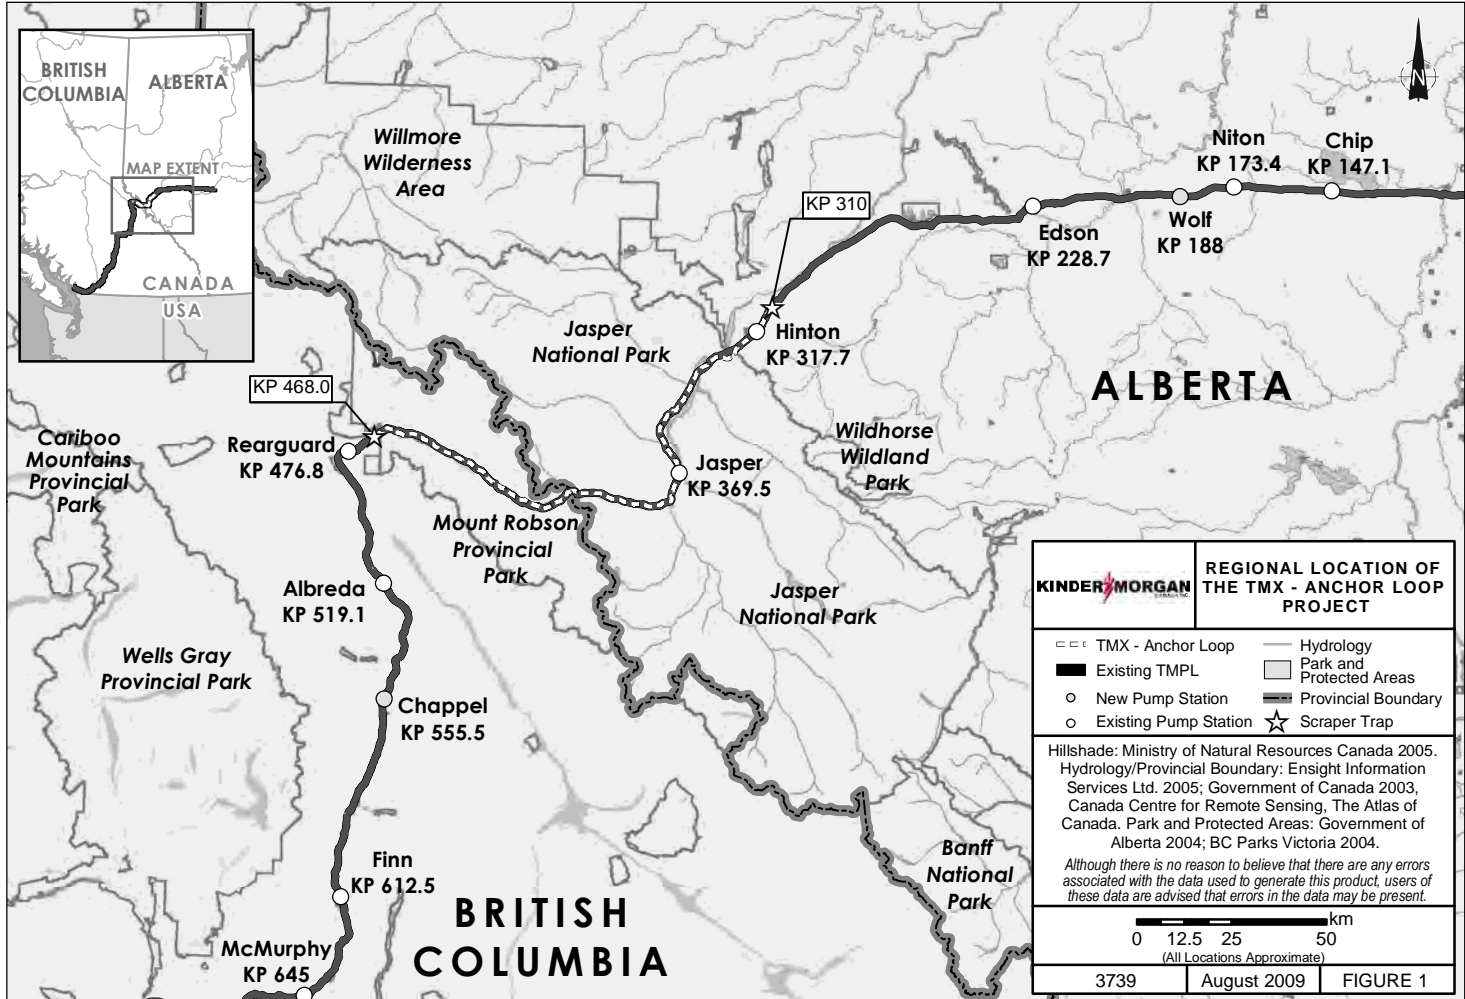 BRITISH
COLUMBIA
ALBERTA
MAP EXTENT
CANADA
USA
Willmore
Wilderness
Area
KP 310
Niton
KP 173.4
Chip
KP 147.1
Wolf
KP 188
Edson
KP 228.7
N
Jasper
National Park
Hinton
KP 317.7
ALBERTA
KP 468.0
Cariboo
Mountains
Provincial
Park
Rearguard
KP 476.8
Wildhorse
Wildland
Park
Jasper
KP 369.5
Mount Robson
Provincial
Park
Albreda
KP 519.1
Jasper
National Park
Wells Gray
Provincial Park
Chappel
KP 555.5
Finn
KP 612.5
Banff
National
Park
BRITISH
COLUMBIA
McMurphy
KP 645
KINDER MORGAN
REGIONAL LOCATION OF
THE TMX - ANCHOR LOOP
PROJECT
TMX - Anchor Loop
Existing TMPL
New Pump Station
Existing Pump Station
Hydrology
Park and
Protected Areas
Provincial Boundary
Scraper Trap
Hillshade: Ministry of Natural Resources Canada 2005.
Hydrology/Provincial Boundary: Ensight Information
Services Ltd. 2005; Government of Canada 2003,
Canada Centre for Remote Sensing, The Atlas of
Canada. Park and Protected Areas: Government of
Alberta 2004; BC Parks Victoria 2004.
Although there is no reason to believe that there are any errors
associated with the data used to generate this product, users of
these data are advised that errors in the data may be present.
km
0 12.5 25 50
(All Locations Approximate)
3739 August 2009 FIGURE 1